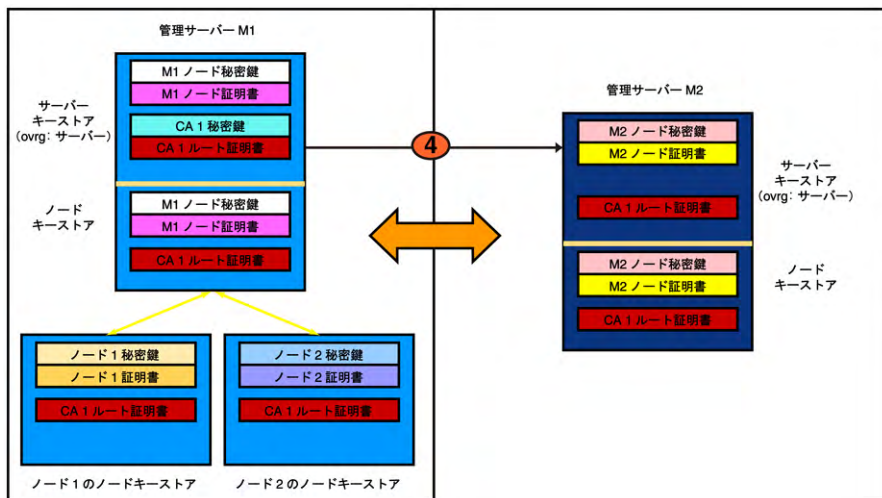 管理サーバー M1
サーバー
キーストア
(ovrg: サーバー)
M1 ノード秘密鍵
M1 ノード証明書
CA 1 秘密鍵
CA 1 ルート証明書
ノード
キーストア
M1 ノード秘密鍵
M1 ノード証明書
CA 1 ルート証明書
ノード 1 秘密鍵
ノード 1 証明書
CA 1 ルート証明書
ノード 1 のノードキーストア
ノード 2 秘密鍵
ノード 2 証明書
CA 1 ルート証明書
ノード 2 のノードキーストア
4
管理サーバー M2
M2 ノード秘密鍵
M2 ノード証明書
CA 1 ルート証明書
サーバー
キーストア
(ovrg: サーバー)
M2 ノード秘密鍵
M2 ノード証明書
CA 1 ルート証明書
ノード
キーストア